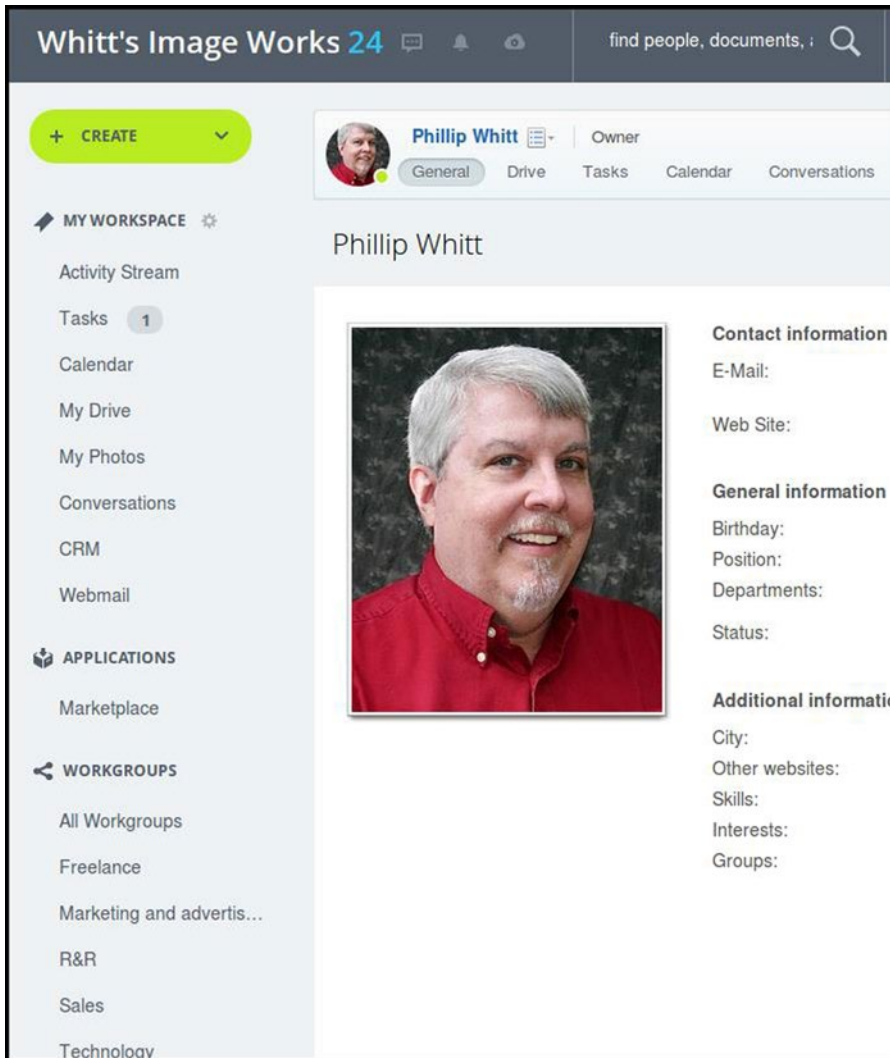 Whitt's Image Works 24
find people, documents,
+ CREATE
Phillip Whitt
Owner
General Drive Tasks Calendar Conversations
MY WORKSPACE
Activity Stream
Tasks 1
Calendar
My Drive
My Photos
Conversations
CRM
Webmail
APPLICATIONS
Marketplace
WORKGROUPS
All Workgroups
Freelance
Marketing and advertis...
R&R
Sales
Technology
Phillip Whitt
Contact information
E-Mail:
Web Site:
General information
Birthday:
Position:
Departments:
Status:
Additional informatio
City:
Other websites:
Skills:
Interests:
Groups: